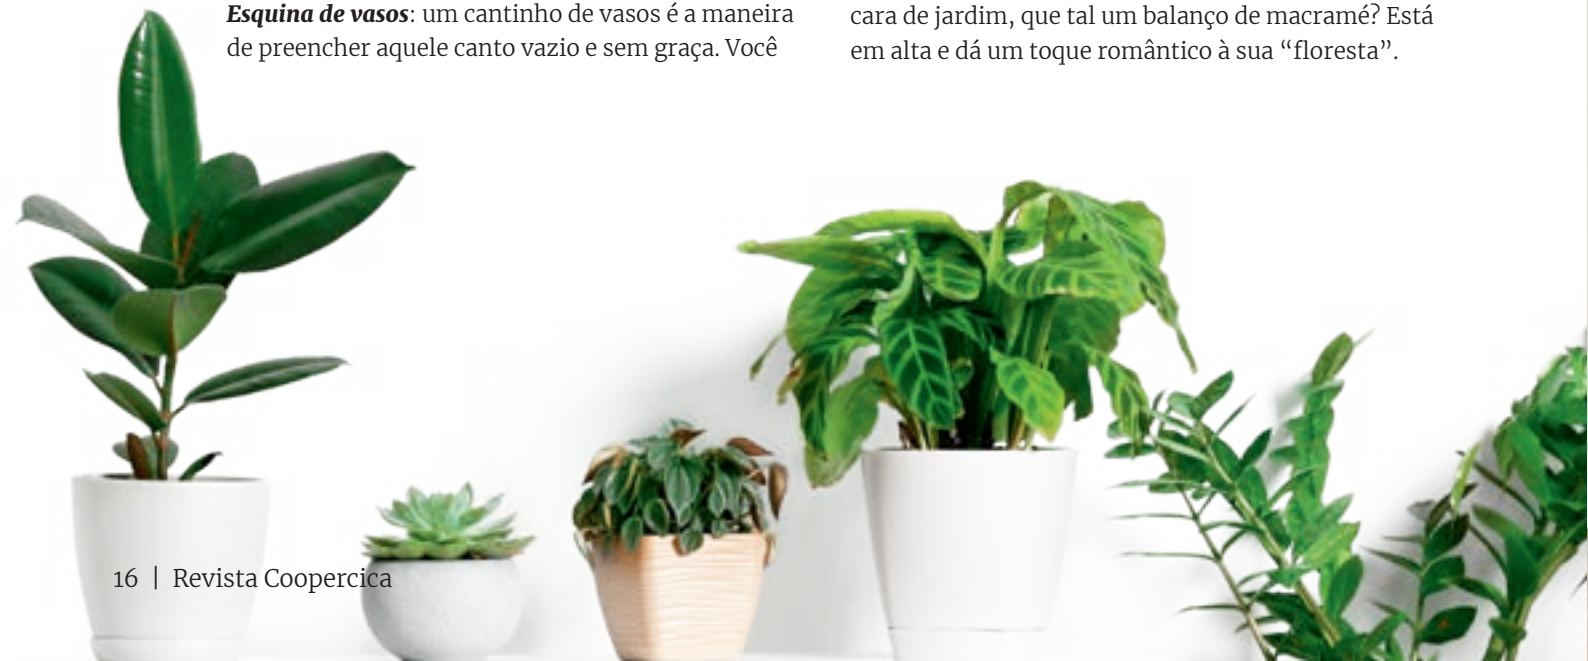 Esquina de vasos: um cantinho de vasos é a maneira
de preencher aquele canto vazio e sem graça. Você
cara de jardim, que tal um balanço de macramé? Está
em alta e dá um toque romântico à sua “floresta”.
16 | Revista Coopercica